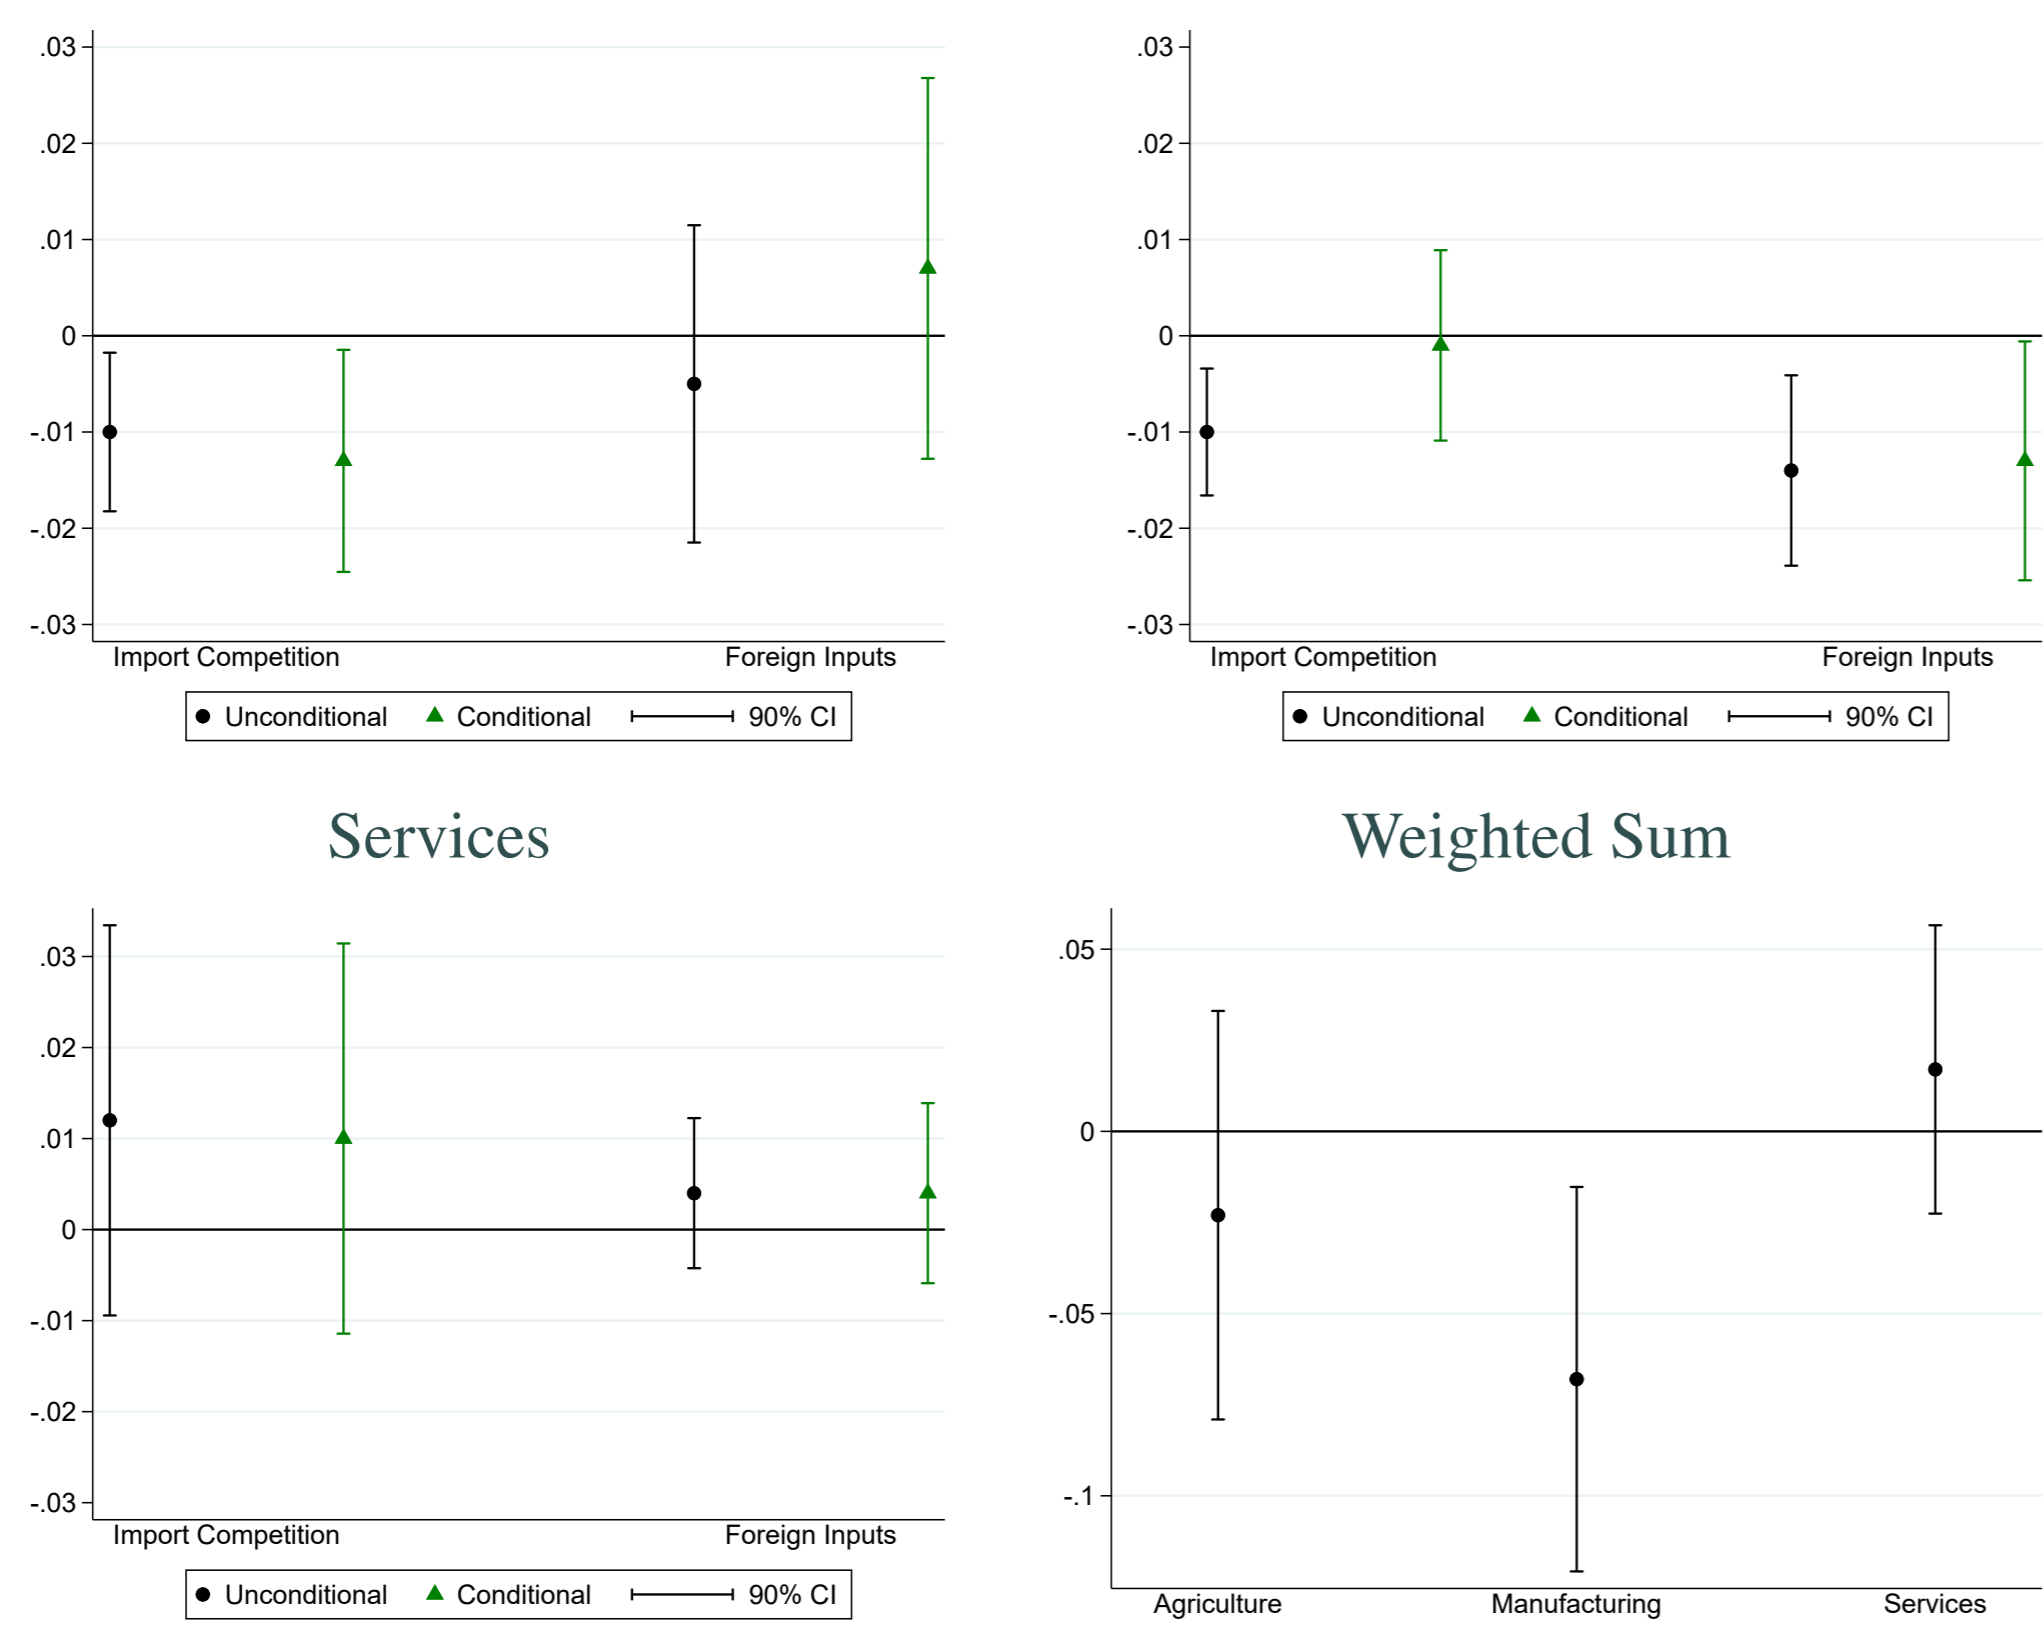 .03
.02
.01
0
-.01
-.02
-.03
Import Competition Foreign Inputs
Unconditional Conditional 90% CI
.03
.02
.01
0
-.01
-.02
-.03
Import Competition Foreign Inputs
Unconditional Conditional 90% CI
Services
.03
.02
.01
0
-.01
-.02
-.03
Import Competition Foreign Inputs
Unconditional Conditional 90% CI
Weighted Sum
.05
0
-.05
-.1
Agriculture Manufacturing Services